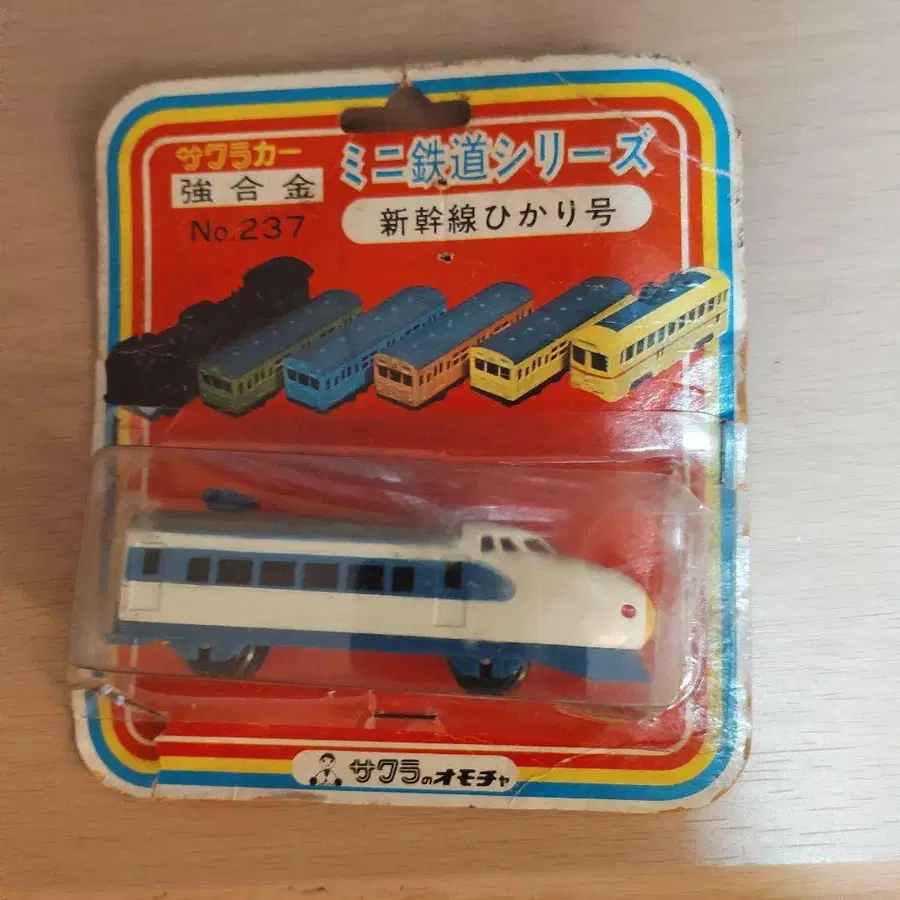 サクラカー
強合金
No.237
ミニ鉄道シリーズ
新幹線ひかり号
サクラのオモチャ